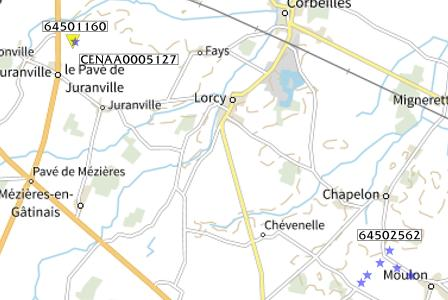 Corbeilles
64501160
onville
Fays
CENAA0005127
uranville
le Pave de
Juranville
Lorcy
Juranville
Mignerett
Pavé de Mézières
Mézières-en-
Gâtinais
Chapelon
Chévenelle
64502562
Moulon